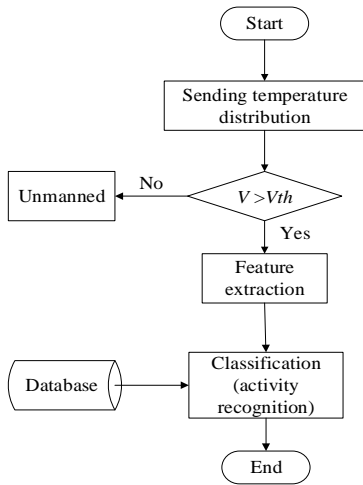 Start
Sending temperature
distribution
No
Unmanned
V >Vth
Yes
Feature
extraction
Database
Classification
(activity
recognition)
End